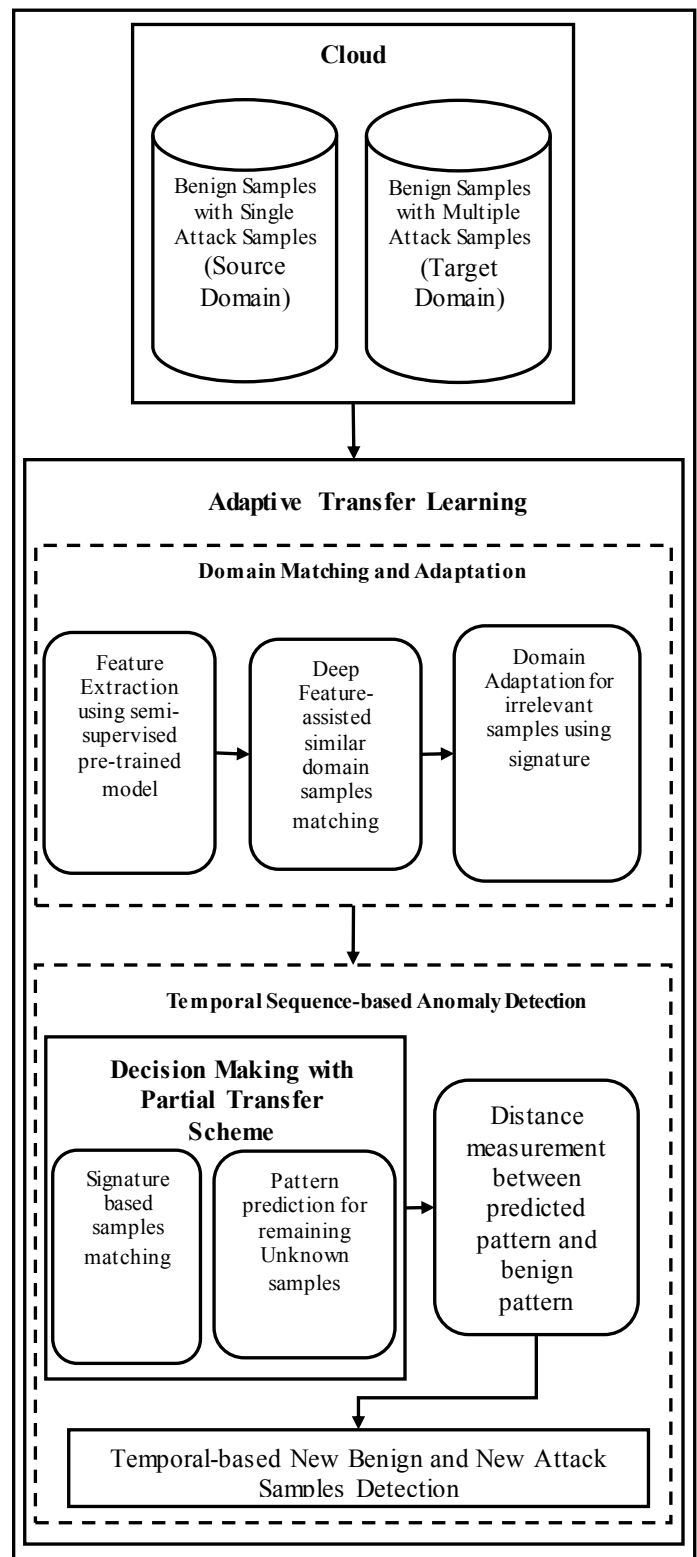 Cloud
Benign Samples
with Single
Attack Samples
(Source
Domain)
Benign Samples
with Multiple
Attack Samples
(Target
Domain)
Adaptive Transfer Learning
Domain Matching and Adaptation
Feature
Extraction
using semi-
supervised
pre-trained
model
Deep
Feature-
assisted
similar
domain
samples
matching
Domain
Adaptation for
irrelevant
samples using
signature
Temporal Sequence-based Anomaly Detection
Decision Making with
Partial Transfer
Scheme
Signature
based
samples
matching
Pattern
prediction for
remaining
Unknown
samples
Distance
measurement
between
predicted
pattern and
benign
pattern
Temporal-based New Benign and New Attack
Samples Detection